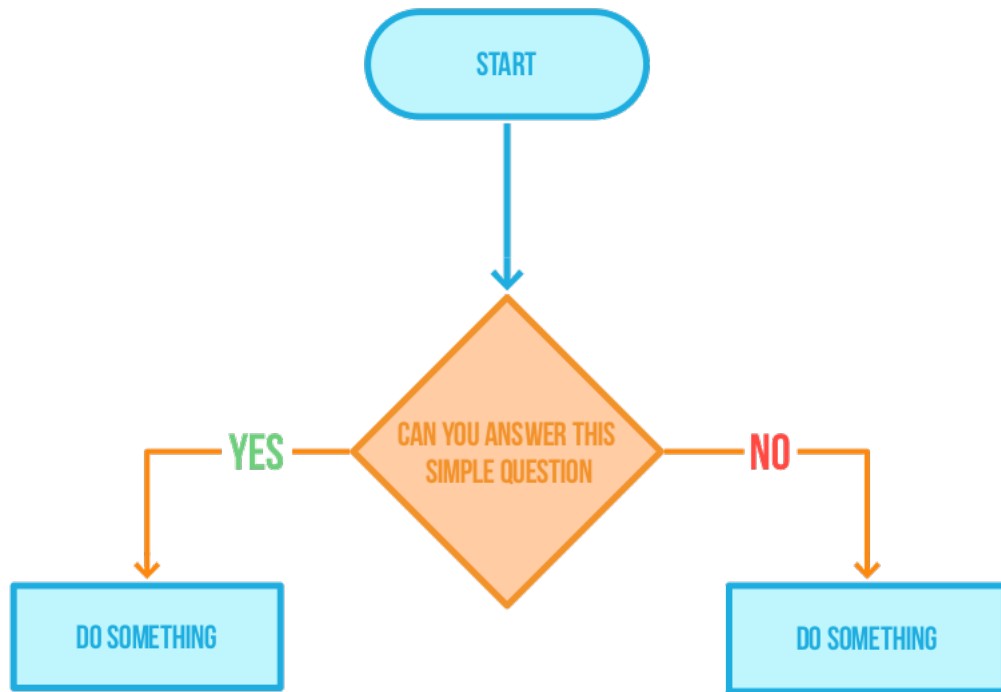 START
CAN YOU ANSWER THIS
SIMPLE QUESTION
YES
NO
DO SOMETHING
DO SOMETHING